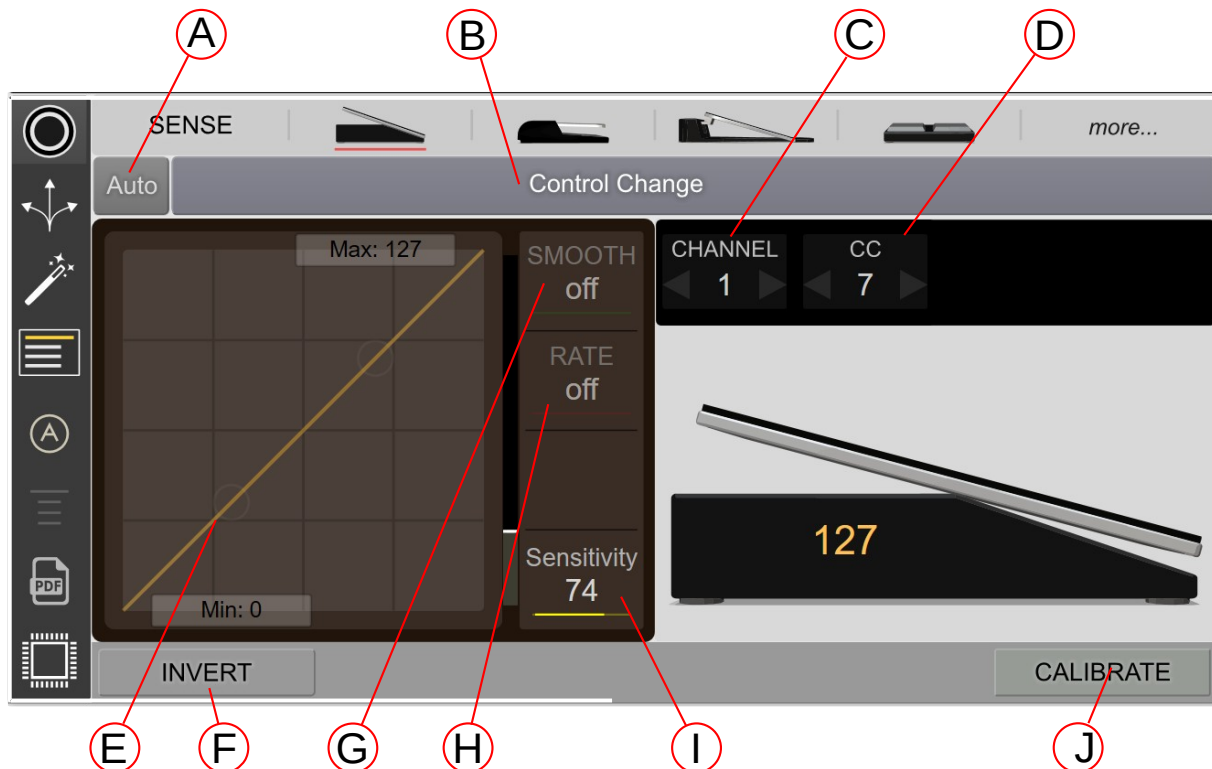 A B C D
SENSE more...
Auto Control Change
Max: 127
SMOOTH
off
CHANNEL
1
CC
7
RATE
off
A
127
Sensitivity
74
PDF
Min: 0
INVERT CALIBRATE
E F G H I J